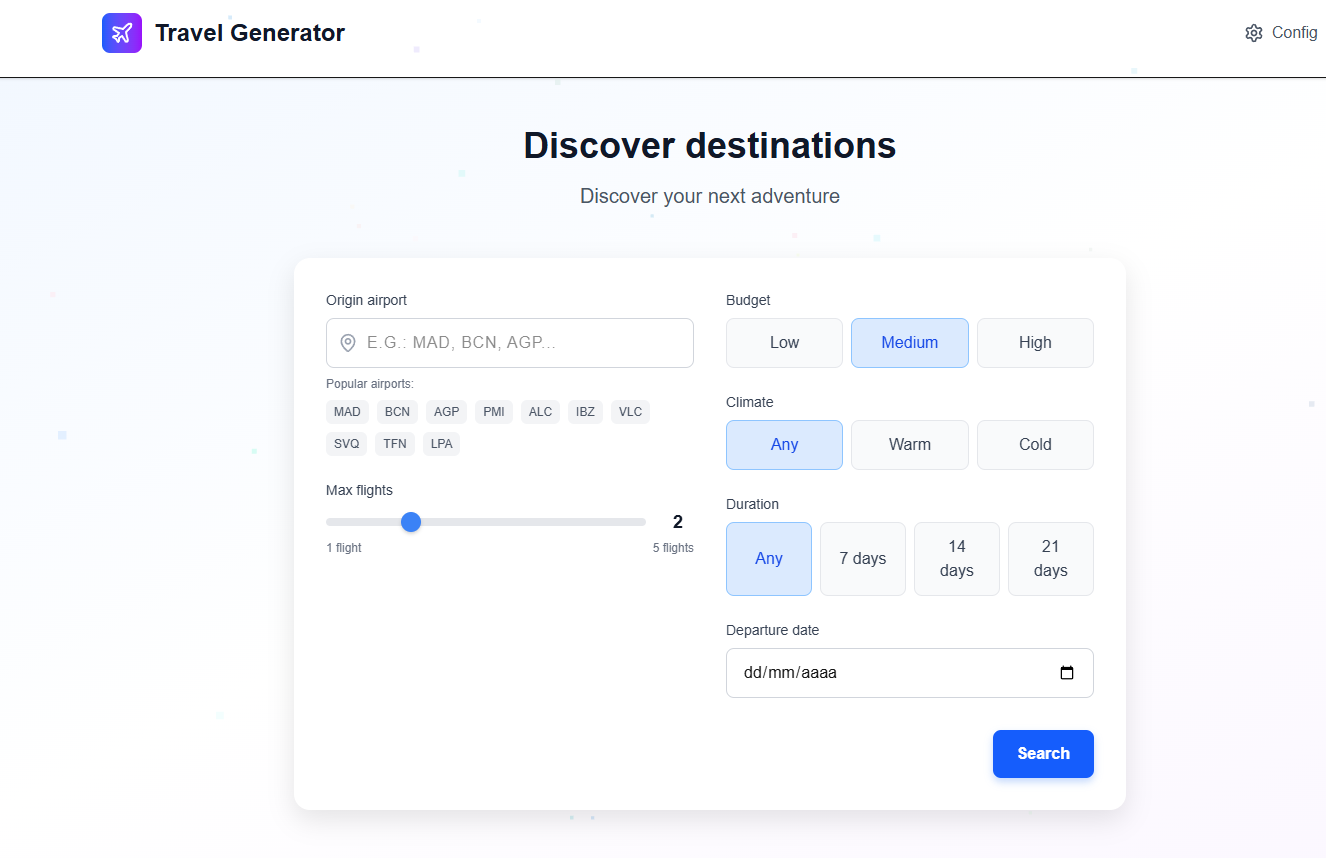 Travel Generator
Config
Discover destinations
Discover your next adventure
Origin airport
E.G.: MAD, BCN, AGP...
Popular airports:
MAD BCN AGP PMI ALC IBZ VLC
SVQ TFN LPA
Max flights
2
1 flight 5 flights
Budget
Low Medium High
Climate
Any Warm Cold
Duration
Any 7 days 14 days 21 days
Departure date
dd/mm/aaaa
Search